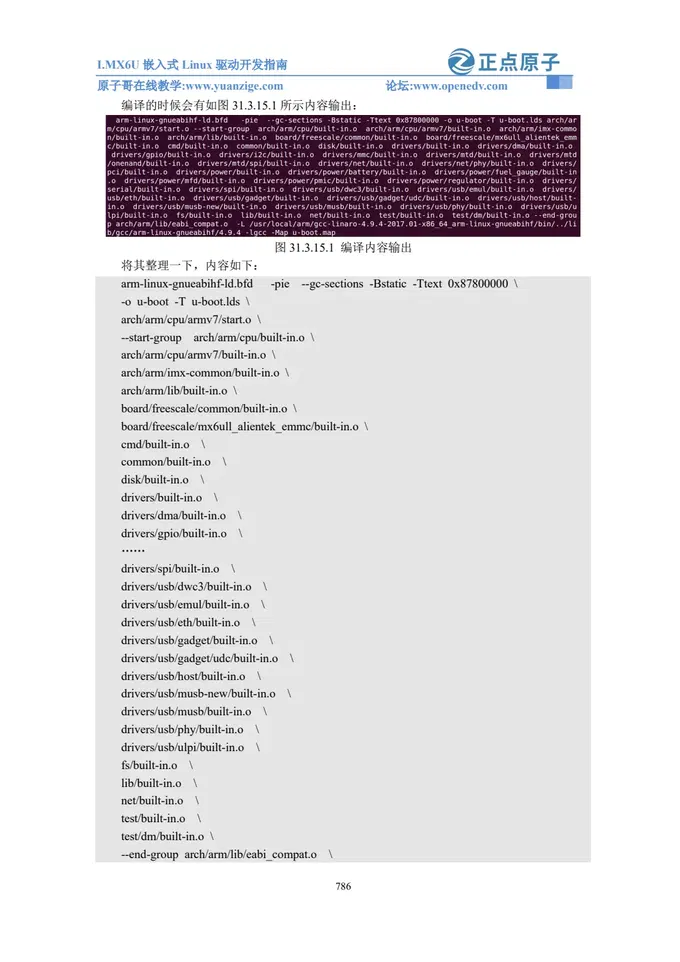 I.MX6U 嵌入式 Linux 驱动开发指南
正点原子
原子哥在线教学:www.yuanzige.com 论坛:www.openedv.com
编译的时候会有如图 31.3.15.1 所示内容输出：
arm-linux-gnueabihf-ld.bfd -pie --gc-sections -Bstatic -Ttext 0x87800000 -o u-boot -T u-boot.lds arch/ar
m/cpu/armv7/start.o --start-group arch/arm/cpu/built-in.o arch/arm/cpu/armv7/built-in.o arch/arm/imx-commo
n/built-in.o arch/arm/lib/built-in.o board/freescale/common/built-in.o board/freescale/mx6ull_alientek_emm
c/built-in.o cmd/built-in.o common/built-in.o disk/built-in.o drivers/built-in.o drivers/dma/built-in.o
drivers/gpio/built-in.o drivers/i2c/built-in.o drivers/mmc/built-in.o drivers/mtd/built-in.o drivers/mtd
/onenand/built-in.o drivers/mtd/spi/built-in.o drivers/net/built-in.o drivers/net/phy/built-in.o drivers/
pci/built-in.o drivers/power/built-in.o drivers/power/battery/built-in.o drivers/power/fuel_gauge/built-in
.o drivers/power/mfd/built-in.o drivers/power/pmic/built-in.o drivers/power/regulator/built-in.o drivers/
serial/built-in.o drivers/spi/built-in.o drivers/usb/dwc3/built-in.o drivers/usb/emul/built-in.o drivers/
usb/eth/built-in.o drivers/usb/gadget/built-in.o drivers/usb/gadget/udc/built-in.o drivers/usb/host/built-
in.o drivers/usb/musb-new/built-in.o drivers/usb/musb/built-in.o drivers/usb/phy/built-in.o drivers/usb/u
lpi/built-in.o fs/built-in.o lib/built-in.o net/built-in.o test/built-in.o test/dm/built-in.o --end-grou
p arch/arm/lib/eabi_compat.o -L /usr/local/arm/gcc-linaro-4.9.4-2017.01-x86_64_arm-linux-gnueabihf/bin/../li
b/gcc/arm-linux-gnueabihf/4.9.4 -lgcc -Map u-boot.map
图 31.3.15.1 编译内容输出
将其整理一下，内容如下：
arm-linux-gnueabihf-ld.bfd -pie --gc-sections -Bstatic -Ttext 0x87800000 \
-o u-boot -T u-boot.lds \
arch/arm/cpu/armv7/start.o \
--start-group arch/arm/cpu/built-in.o \
arch/arm/cpu/armv7/built-in.o \
arch/arm/imx-common/built-in.o \
arch/arm/lib/built-in.o \
board/freescale/common/built-in.o \
board/freescale/mx6ull_alientek_emmc/built-in.o \
cmd/built-in.o \
common/built-in.o \
disk/built-in.o \
drivers/built-in.o \
drivers/dma/built-in.o \
drivers/gpio/built-in.o \
……
drivers/spi/built-in.o \
drivers/usb/dwc3/built-in.o \
drivers/usb/emul/built-in.o \
drivers/usb/eth/built-in.o \
drivers/usb/gadget/built-in.o \
drivers/usb/gadget/udc/built-in.o \
drivers/usb/host/built-in.o \
drivers/usb/musb-new/built-in.o \
drivers/usb/musb/built-in.o \
drivers/usb/phy/built-in.o \
drivers/usb/ulpi/built-in.o \
fs/built-in.o \
lib/built-in.o \
net/built-in.o \
test/built-in.o \
test/dm/built-in.o \
--end-group arch/arm/lib/eabi_compat.o \
786